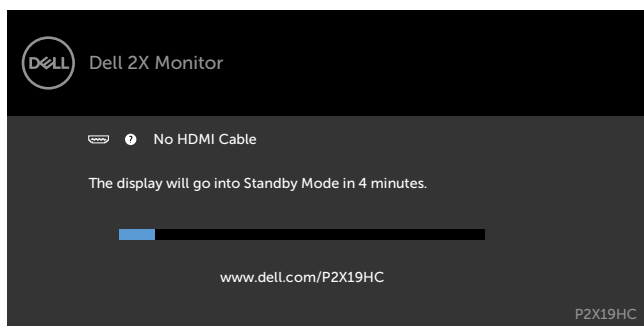 DELL
Dell 2X Monitor
No HDMI Cable
The display will go into Standby Mode in 4 minutes.
www.dell.com/P2X19HC
P2X19HC